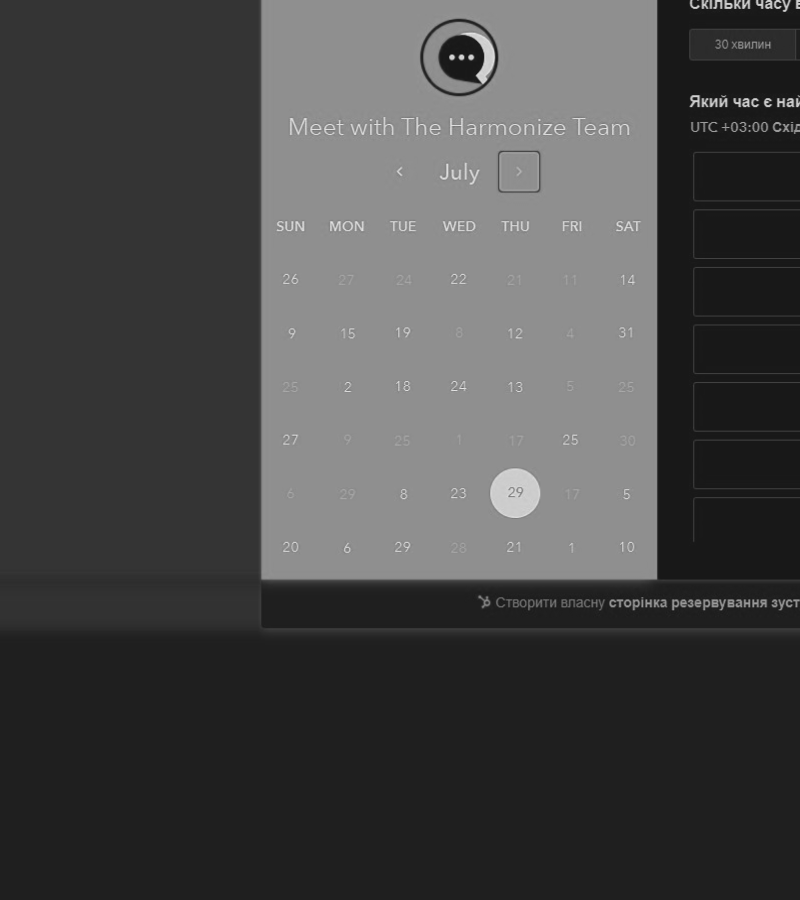 Скільки часу
30 хвилин
Meet with The Harmonize Team
Який час є
UTC +03:00
July
SUN MON TUE WED THU FRI SAT
26 27 24 22 21 11 14
9 15 19 8 12 4 31
25 2 18 24 13 5 25
27 9 25 1 17 25 30
6 29 8 23 29 17 5
20 6 29 28 21 1 10
Створити власну сторінка резервування